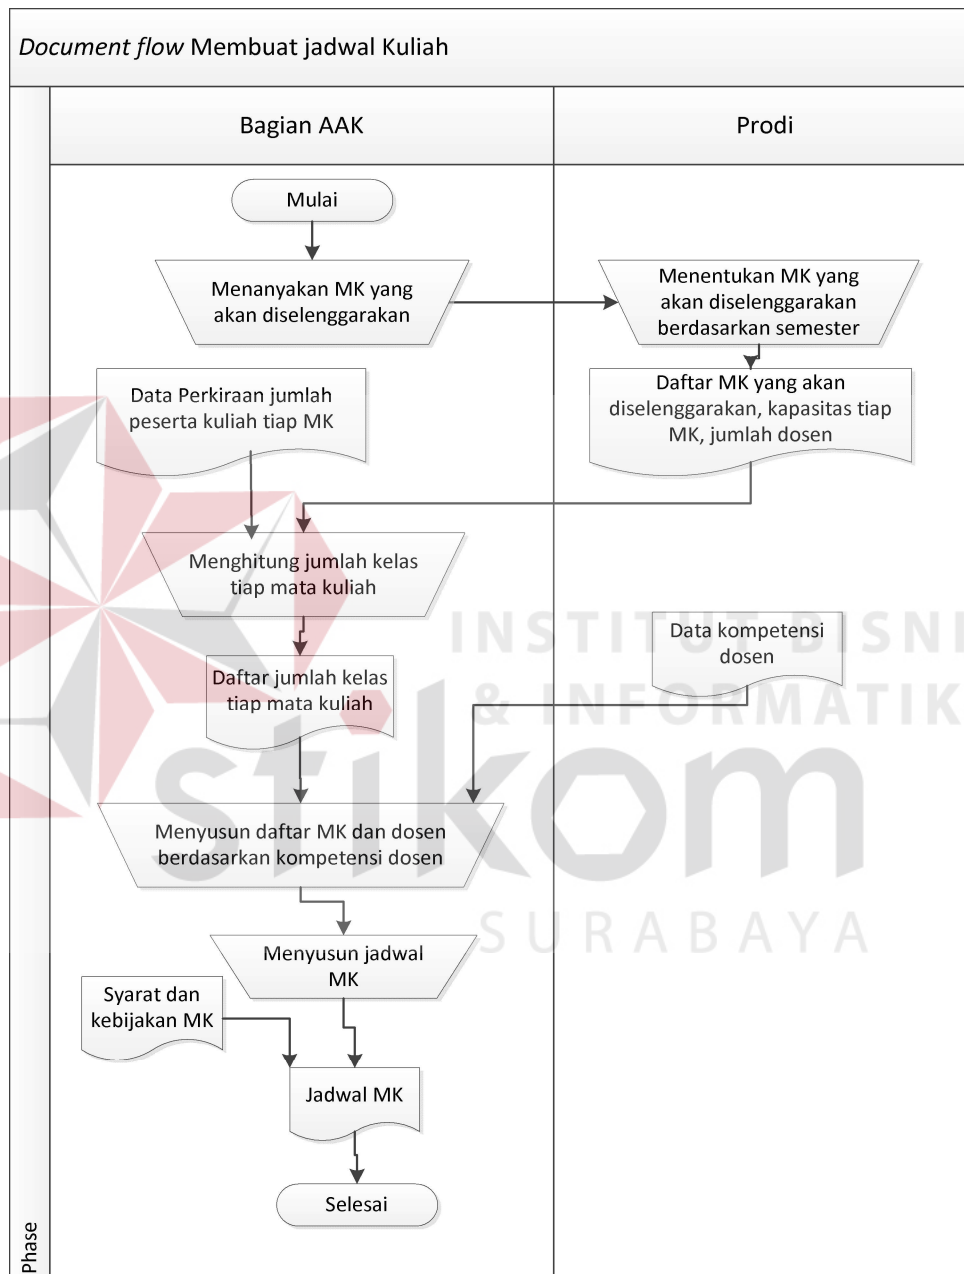 Document flow Membuat jadwal Kuliah
Bagian AAK
Prodi
Mulai
Menanyakan MK yang
akan diselenggarakan
Menentukan MK yang
akan diselenggarakan
berdasarkan semester
Data Perkiraan jumlah
peserta kuliah tiap MK
Daftar MK yang akan
diselenggarakan, kapasitas tiap
MK, jumlah dosen
Menghitung jumlah kelas
tiap mata kuliah
Data kompetensi
dosen
Daftar jumlah kelas
tiap mata kuliah
Menyusun daftar MK dan dosen
berdasarkan kompetensi dosen
Menyusun jadwal
MK
Syarat dan
kebijakan MK
Jadwal MK
Selesai
Phase
INSTITUT BISNI
& INFORMATIK
stikom
SURABAYA